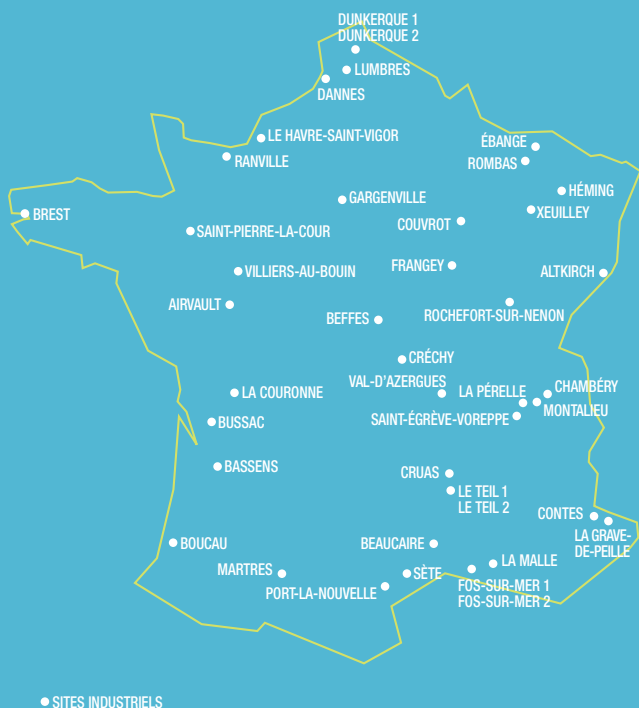 DUNKERQUE 1
DUNKERQUE 2
LUMBRES
DANNES
LE HAVRE-SAINT-VIGOR
ÉBANGE
RANVILLE
ROMBAS
HÉMING
GARGENVILLE
XEUILLEY
BREST
COUVROT
SAINT-PIERRE-LA-COUR
FRANGEY
VILLIERS-AU-BOUIN
ALTKIRCH
AIRVAULT
BEFFES
ROCHEFORT-SUR-NENON
CRÉCHY
VAL-D'AZERGUES
LA PÉRELLE
CHAMBÉRY
LA COURONNE
MONTALIEU
SAINT-ÉGRÈVE-VOREPPE
BUSSAC
BASSENS
CRUAS
LE TEIL 1
LE TEIL 2
CONTES
LA GRAVE-
DE-PEILLE
BOUCAU
BEAUCAIRE
LA MALLE
MARTRES
SÈTE
PORT-LA-NOUVELLE
FOS-SUR-MER 1
FOS-SUR-MER 2
SITES INDUSTRIELS